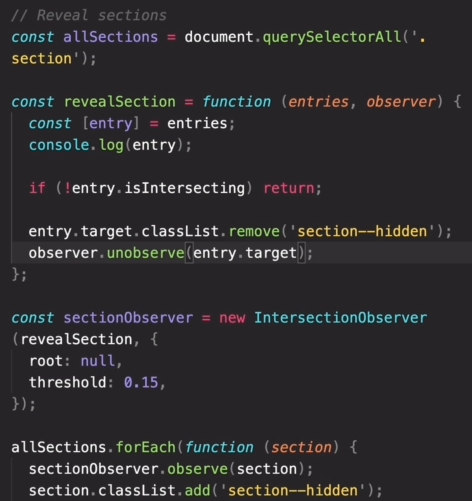 // Reveal sections
const allSections = document.querySelectorAll('.
section');
const revealSection = function (entries, observer) {
const [entry] = entries;
console.log(entry);
if (!entry.isIntersecting) return;
entry.target.classList.remove('section--hidden');
observer.unobserve(entry.target);
};
const sectionObserver = new IntersectionObserver
(revealSection, {
root: null,
threshold: 0.15,
});
allSections.forEach(function (section) {
sectionObserver.observe(section);
section.classList.add('section--hidden');